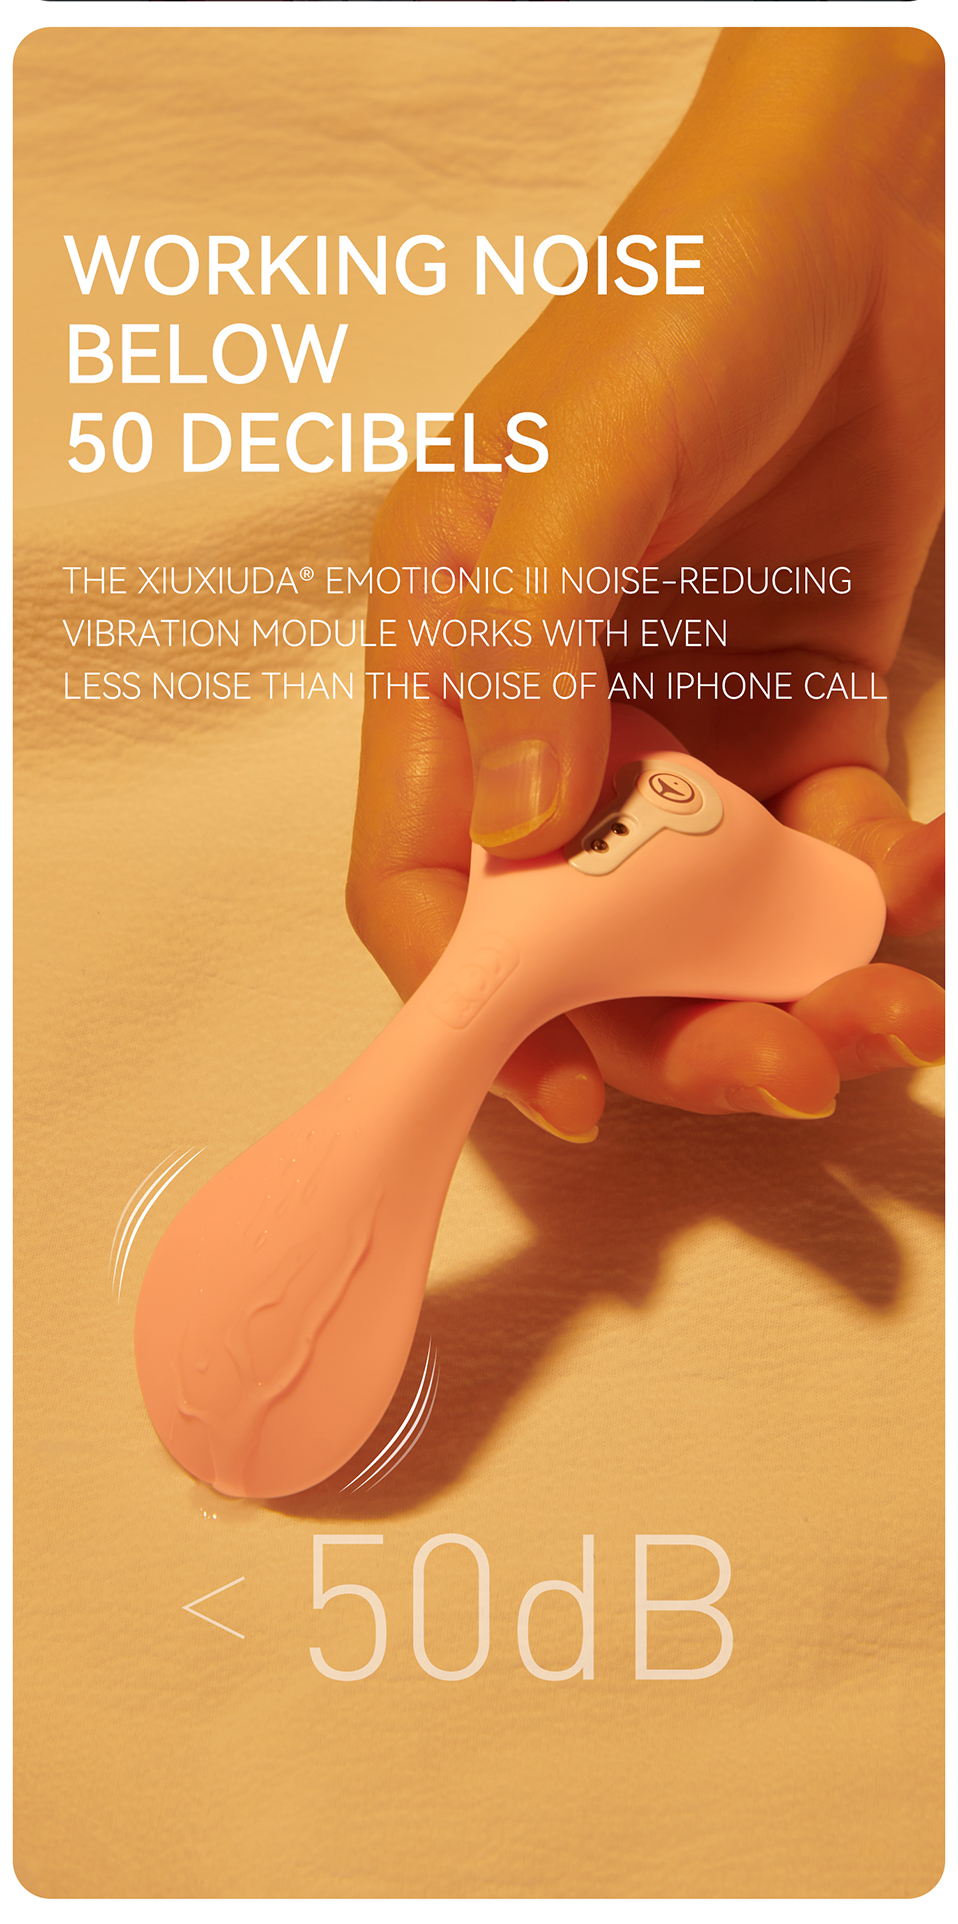 WORKING NOISE
BELOW
50 DECIBELS
THE XIUXIUDA® EMOTIONIC III NOISE-REDUCING
VIBRATION MODULE WORKS WITH EVEN
LESS NOISE THAN THE NOISE OF AN IPHONE CALL
< 50dB